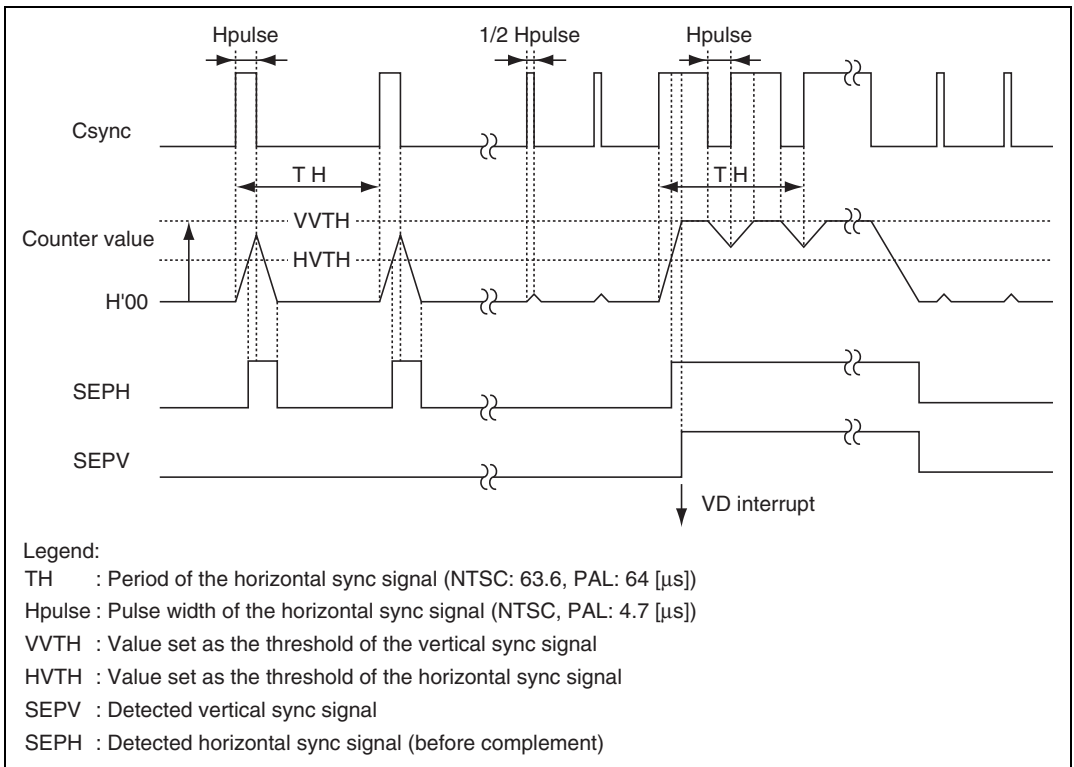 Hpulse 1/2 Hpulse Hpulse
Csync
T H T H
VVTH
Counter value
HVTH
H'00
SEPH
SEPV
VD interrupt
Legend:
TH : Period of the horizontal sync signal (NTSC: 63.6, PAL: 64 [μs])
Hpulse : Pulse width of the horizontal sync signal (NTSC, PAL: 4.7 [μs])
VVTH : Value set as the threshold of the vertical sync signal
HVTH : Value set as the threshold of the horizontal sync signal
SEPV : Detected vertical sync signal
SEPH : Detected horizontal sync signal (before complement)